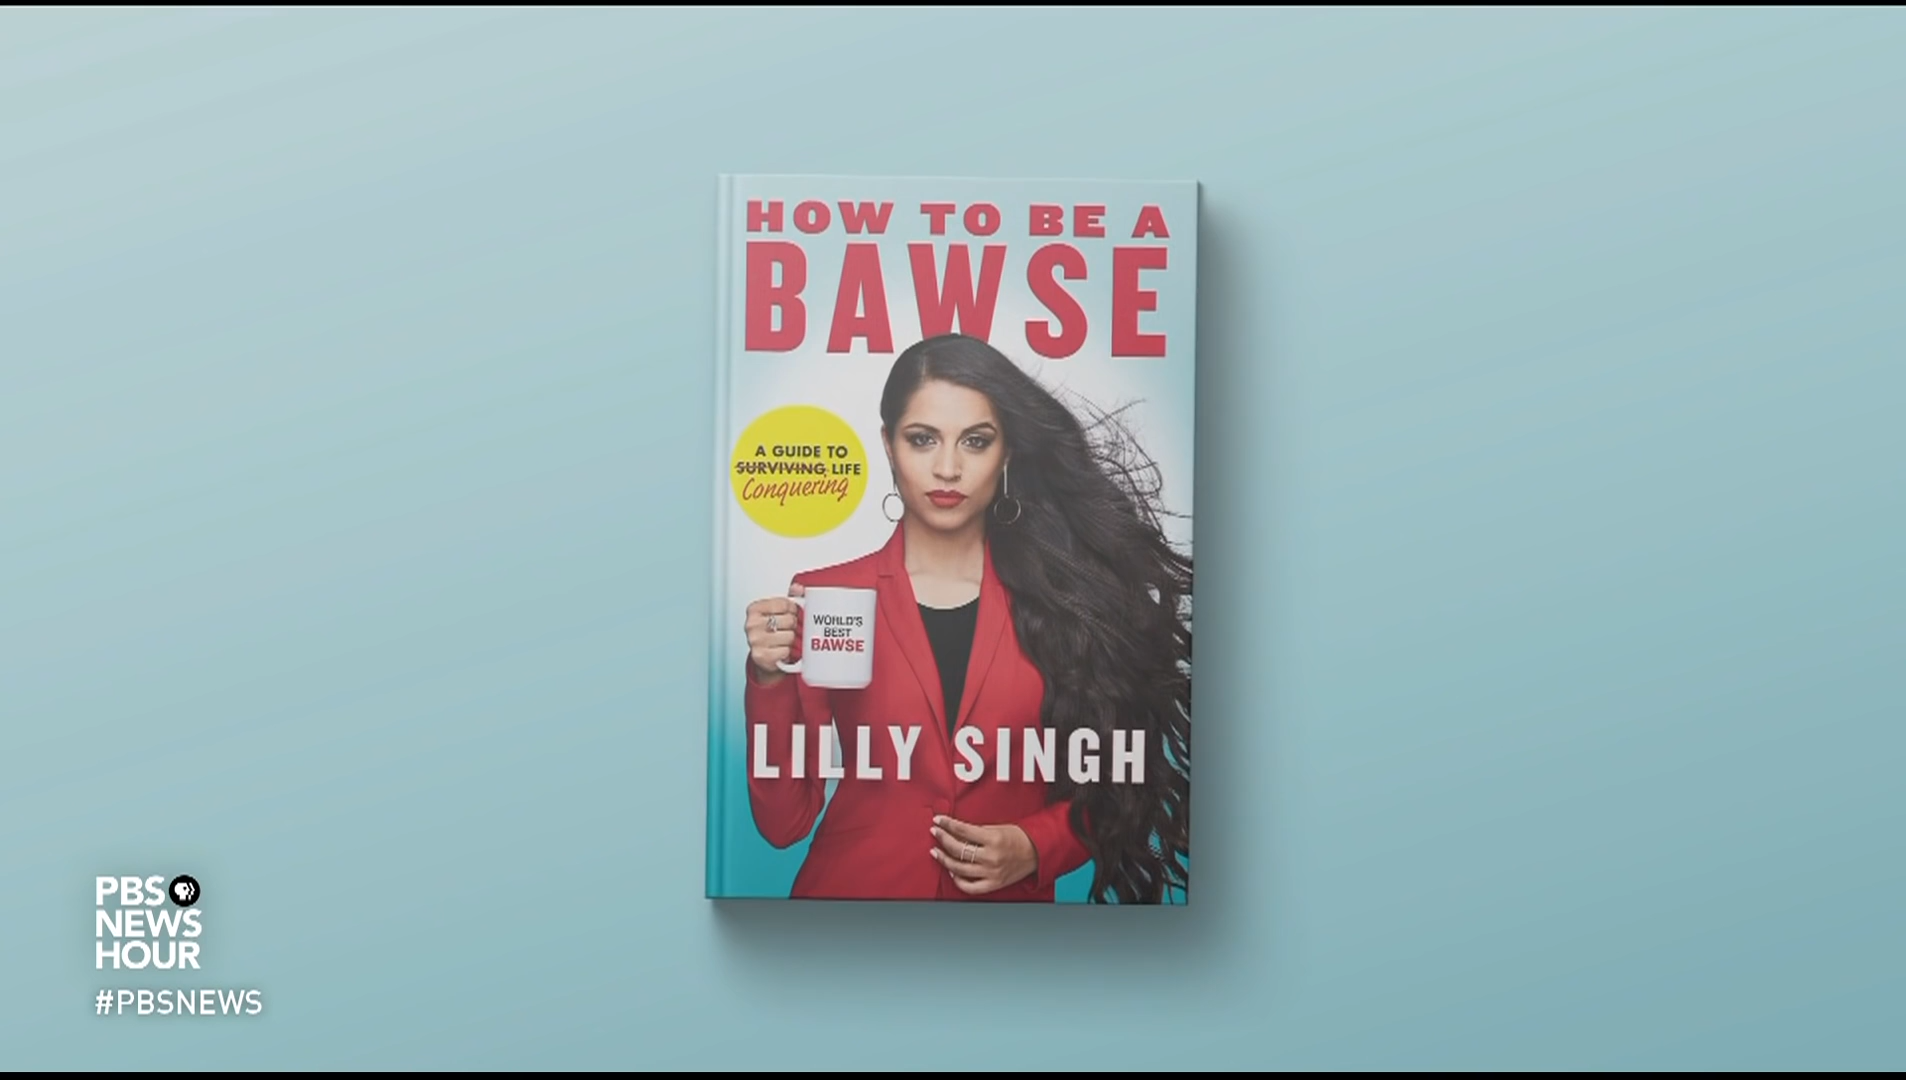 HOW TO BE A
BAWSE
A GUIDE TO
SURVIVING LIFE
Conquering
WORLD'S
BEST
BAWSE
LILLY SINGH
PBS
NEWS
HOUR
#PBSNEWS